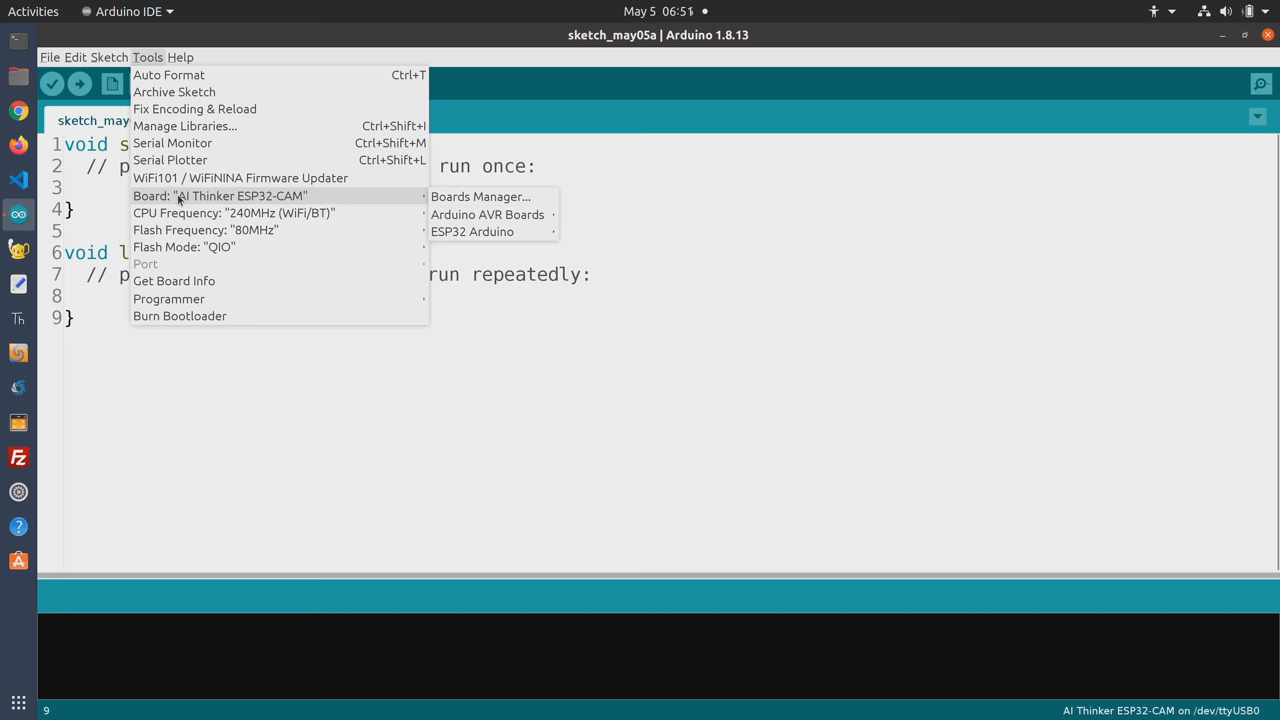 Activities Arduino IDE May 5 06:51
sketch_may05a | Arduino 1.8.13
File Edit Sketch Tools Help
Auto Format Ctrl+T
Archive Sketch
Fix Encoding & Reload
Manage Libraries... Ctrl+Shift+I
Serial Monitor Ctrl+Shift+M
Serial Plotter Ctrl+Shift+L
WiFi101 / WiFiNINA Firmware Updater
Board: "AI Thinker ESP32-CAM"
CPU Frequency: "240MHz (WiFi/BT)"
Flash Frequency: "80MHz"
Flash Mode: "QIO"
Port
Get Board Info
Programmer
Burn Bootloader
Boards Manager...
Arduino AVR Boards
ESP32 Arduino
sketch_may
1 void s
2 // p run once:
3
4 }
5
6 void l
7 // p run repeatedly:
8
9 }
Th
Fz
?
A
9 AI Thinker ESP32-CAM on /dev/ttyUSB0